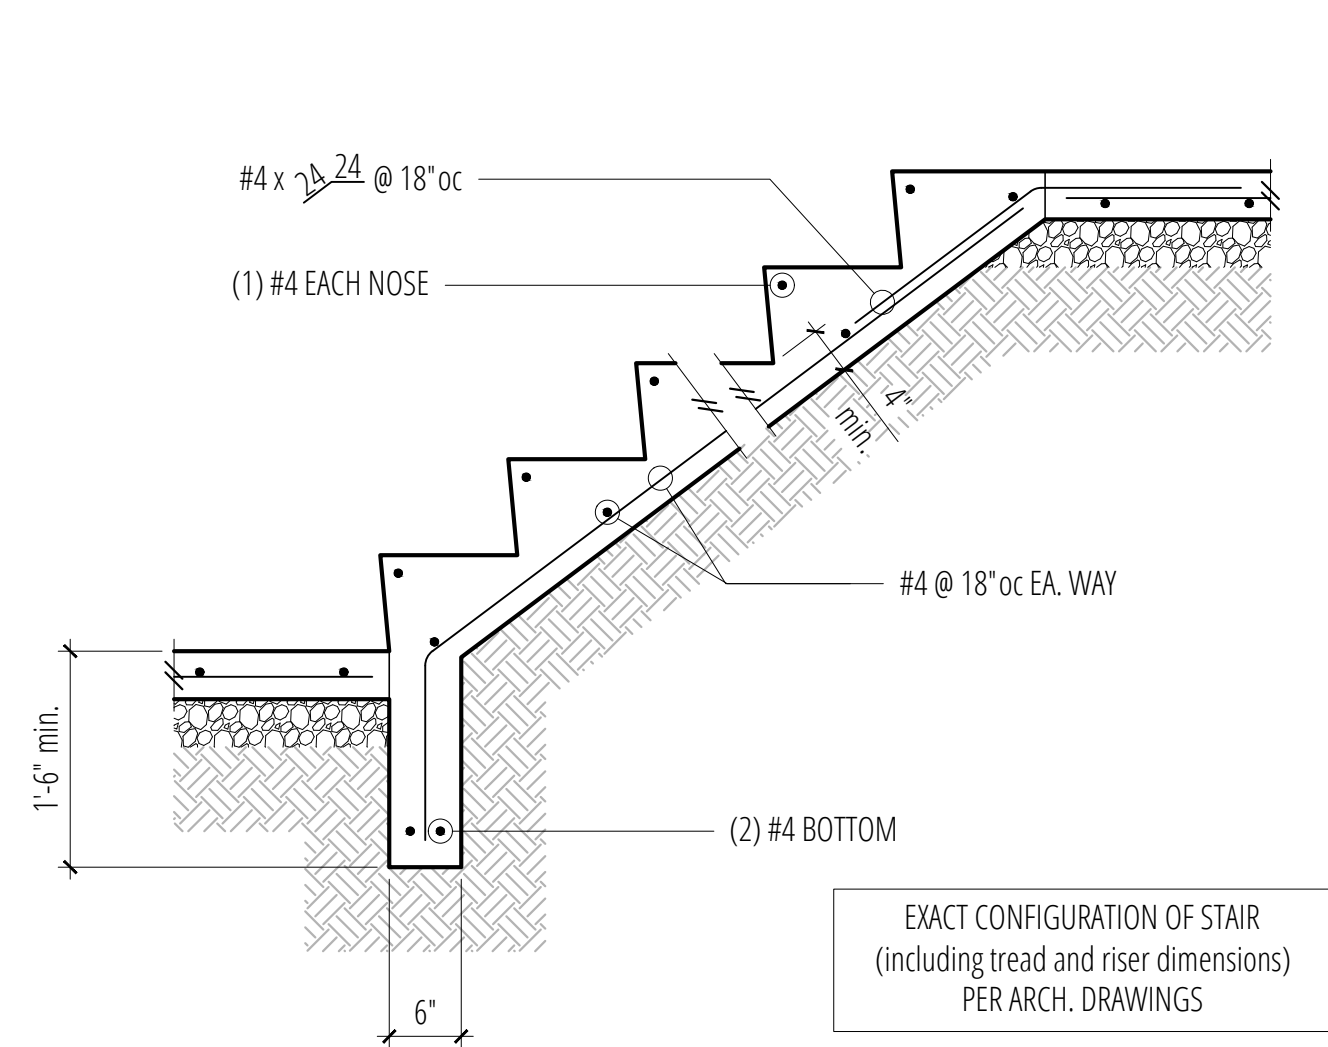 #4 x 24 24 @ 18"oc
(1) #4 EACH NOSE
4"
min.
#4 @ 18"oc EA. WAY
1'-6" min.
(2) #4 BOTTOM
6"
EXACT CONFIGURATION OF STAIR
(including tread and riser dimensions)
PER ARCH. DRAWINGS